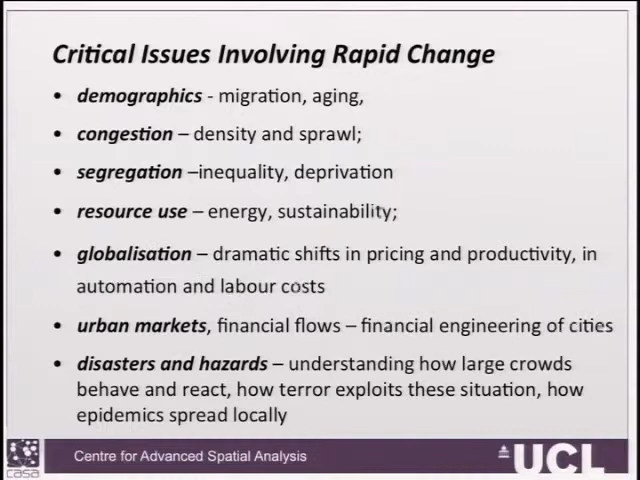 Critical Issues Involving Rapid Change
• demographics - migration, aging,
• congestion – density and sprawl;
• segregation –inequality, deprivation
• resource use – energy, sustainability;
• globalisation – dramatic shifts in pricing and productivity, in
automation and labour costs
• urban markets, financial flows – financial engineering of cities
• disasters and hazards – understanding how large crowds
behave and react, how terror exploits these situation, how
epidemics spread locally
casa
Centre for Advanced Spatial Analysis
UCL